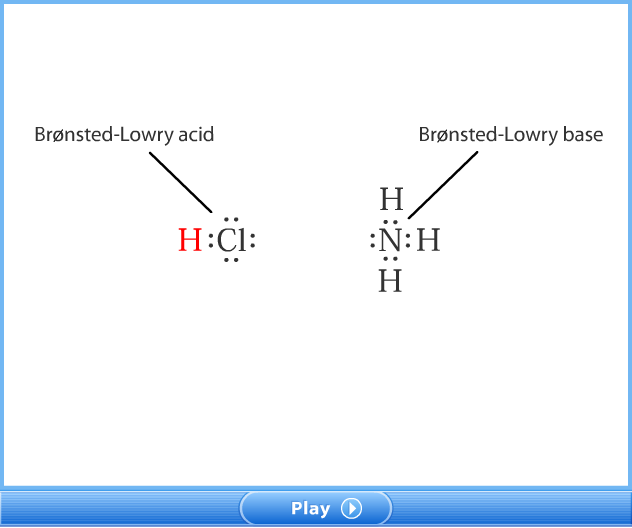 Brønsted-Lowry acid
Brønsted-Lowry base
H
H:Cl:
:N:H
H
Play